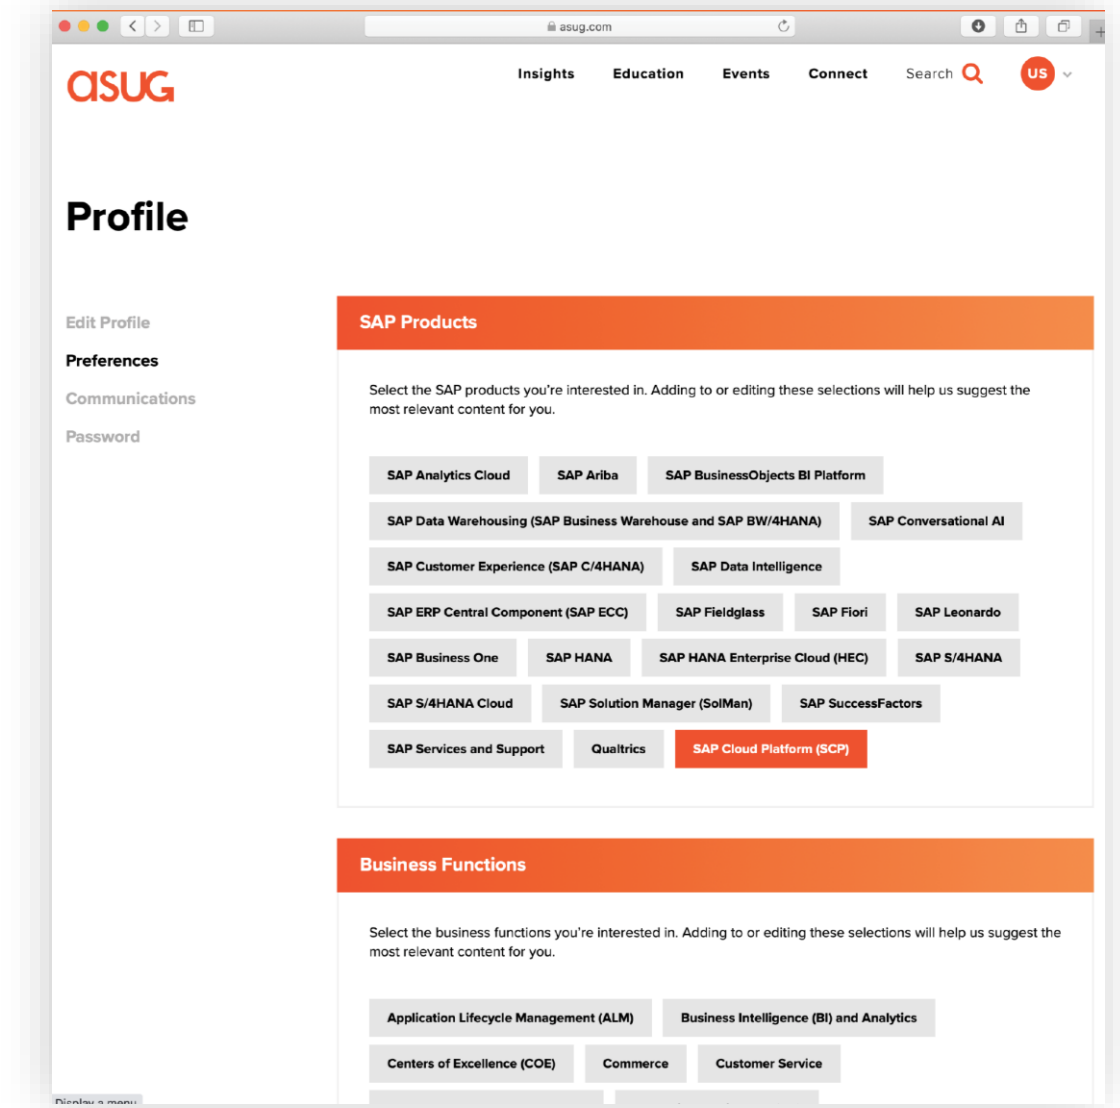 asug.com
asug
Insights Education Events Connect Search US
Profile
Edit Profile
Preferences
Communications
Password
SAP Products
Select the SAP products you're interested in. Adding to or editing these selections will help us suggest the
most relevant content for you.
SAP Analytics Cloud SAP Ariba SAP BusinessObjects BI Platform
SAP Data Warehousing (SAP Business Warehouse and SAP BW/4HANA) SAP Conversational AI
SAP Customer Experience (SAP C/4HANA) SAP Data Intelligence
SAP ERP Central Component (SAP ECC) SAP Fieldglass SAP Fiori SAP Leonardo
SAP Business One SAP HANA SAP HANA Enterprise Cloud (HEC) SAP S/4HANA
SAP S/4HANA Cloud SAP Solution Manager (SolMan) SAP SuccessFactors
SAP Services and Support Qualtrics SAP Cloud Platform (SCP)
Business Functions
Select the business functions you're interested in. Adding to or editing these selections will help us suggest the
most relevant content for you.
Application Lifecycle Management (ALM) Business Intelligence (BI) and Analytics
Centers of Excellence (COE) Commerce Customer Service
Display a menu